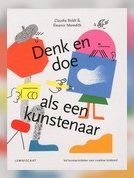 Claudia Boldt &
Eleanor Meredith
Denk en
doe
als een
kunstenaar